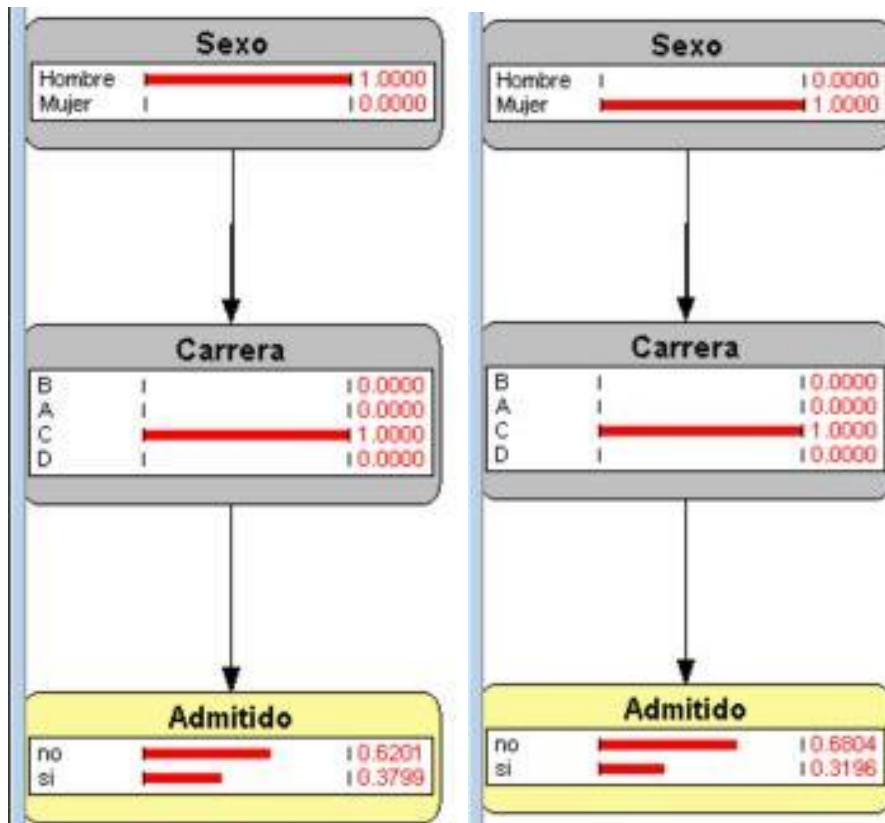 Sexo
Hombre 1.0000
Mujer 0.0000
Carrera
B 0.0000
A 0.0000
C 1.0000
D 0.0000
Admitido
no 0.6201
si 0.3799
Sexo
Hombre 0.0000
Mujer 1.0000
Carrera
B 0.0000
A 0.0000
C 1.0000
D 0.0000
Admitido
no 0.6804
si 0.3196